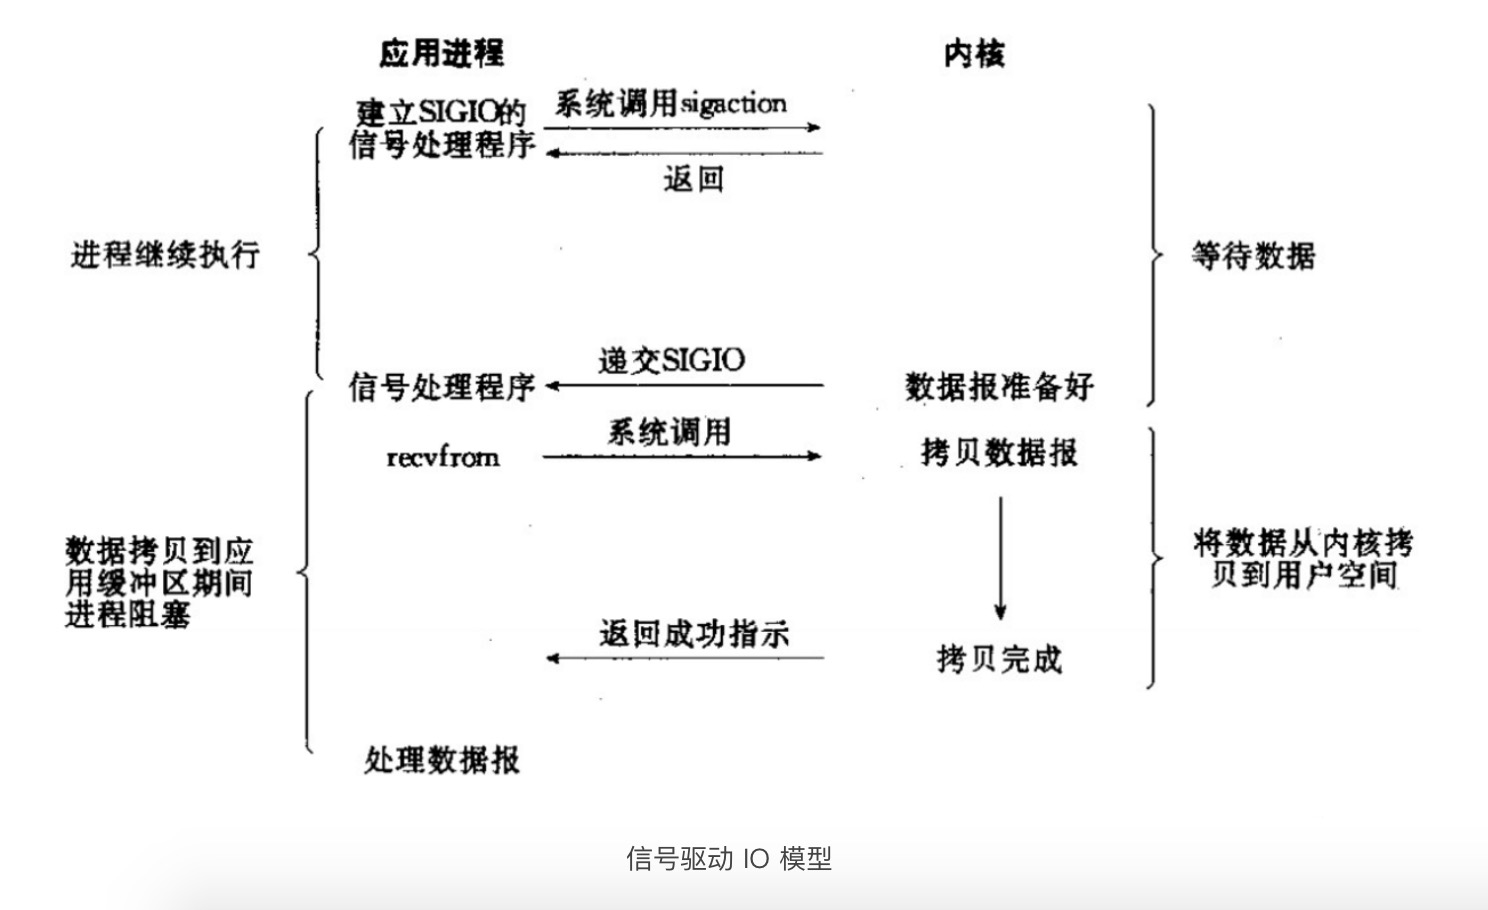 应用进程
内核
建立SIGIO的
信号处理程序
系统调用sigaction
返回
进程继续执行
等待数据
递交SIGIO
信号处理程序
数据报准备好
系统调用
recvfrom
拷贝数据报
数据拷贝到应
用缓冲区期间
进程阻塞
将数据从内核拷
贝到用户空间
返回成功指示
拷贝完成
处理数据报
信号驱动 IO 模型